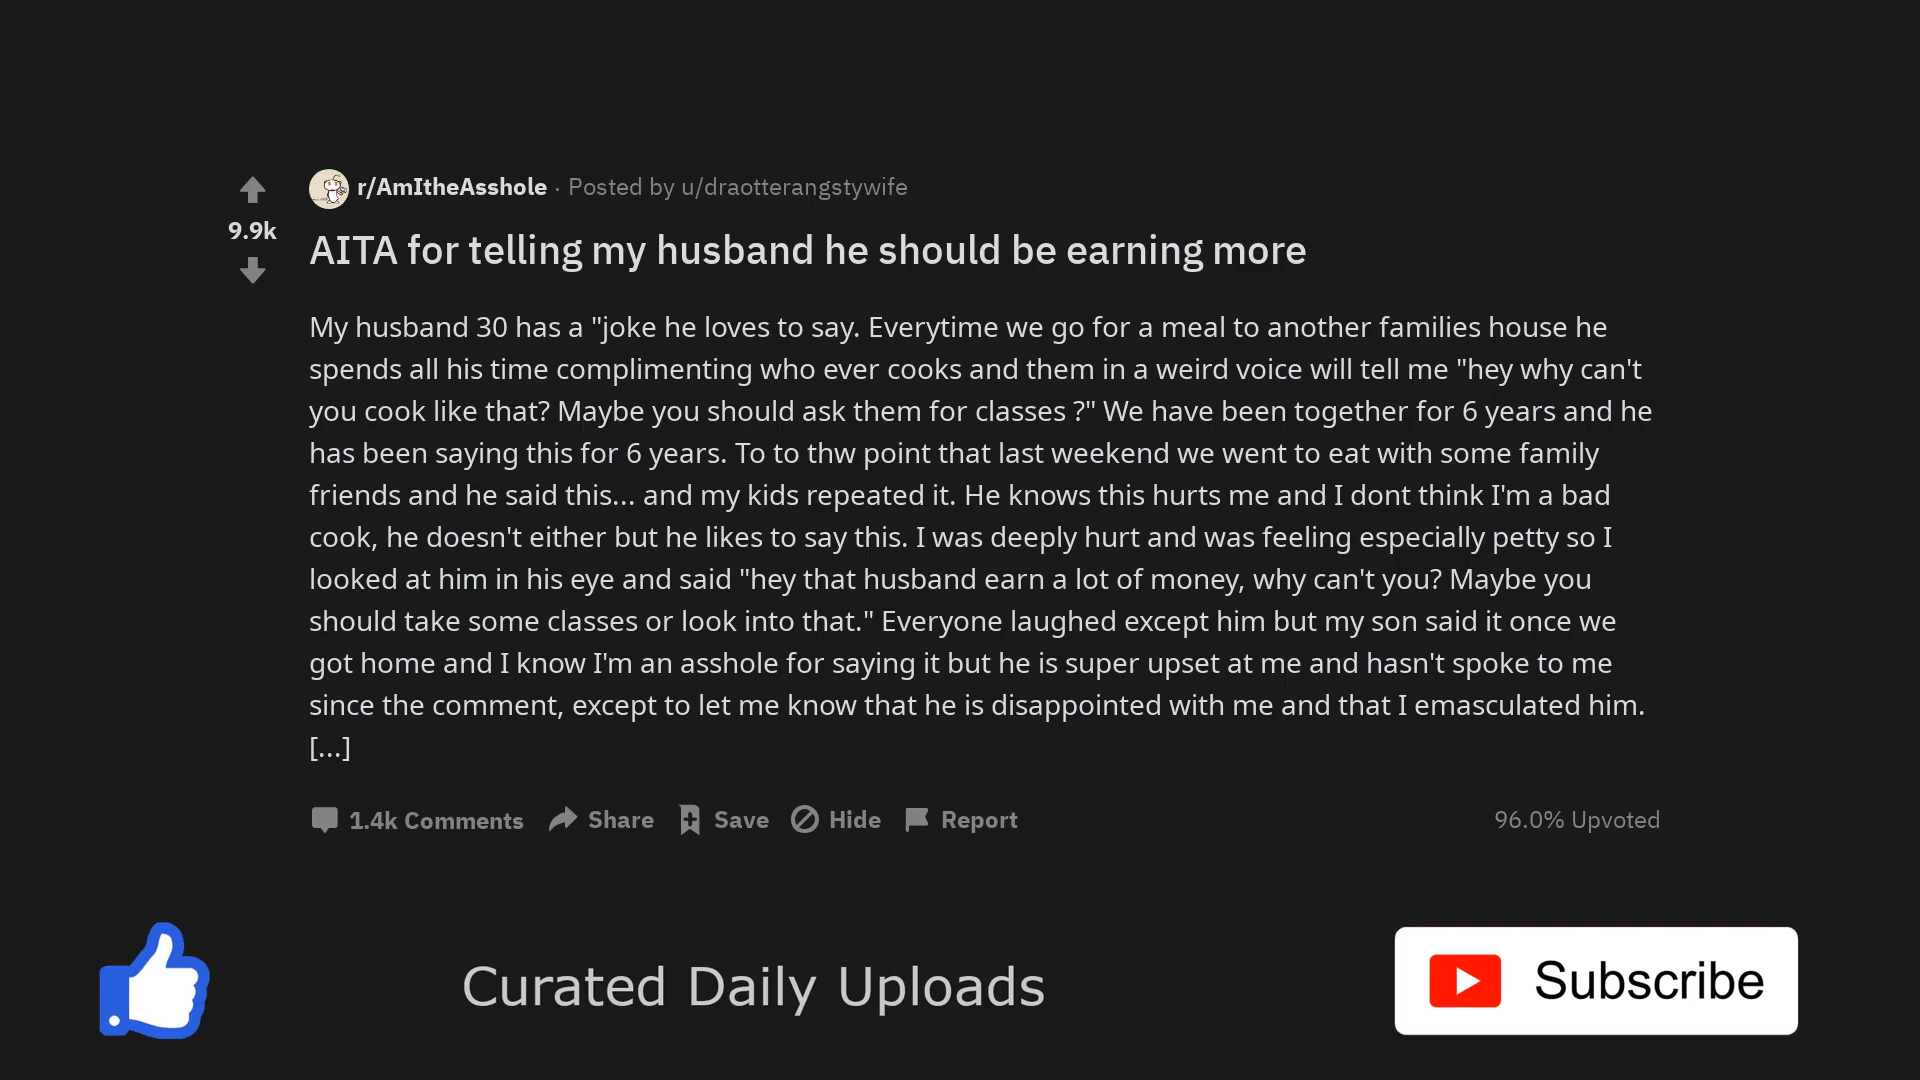 r/AmItheAsshole · Posted by u/draotterangstywife
9.9k
AITA for telling my husband he should be earning more
My husband 30 has a "joke he loves to say. Everytime we go for a meal to another families house he
spends all his time complimenting who ever cooks and them in a weird voice will tell me "hey why can't
you cook like that? Maybe you should ask them for classes ?" We have been together for 6 years and he
has been saying this for 6 years. To to thw point that last weekend we went to eat with some family
friends and he said this... and my kids repeated it. He knows this hurts me and I dont think I'm a bad
cook, he doesn't either but he likes to say this. I was deeply hurt and was feeling especially petty so I
looked at him in his eye and said "hey that husband earn a lot of money, why can't you? Maybe you
should take some classes or look into that." Everyone laughed except him but my son said it once we
got home and I know I'm an asshole for saying it but he is super upset at me and hasn't spoke to me
since the comment, except to let me know that he is disappointed with me and that I emasculated him.
[...]
1.4k Comments Share Save Hide Report 96.0% Upvoted
Curated Daily Uploads
Subscribe